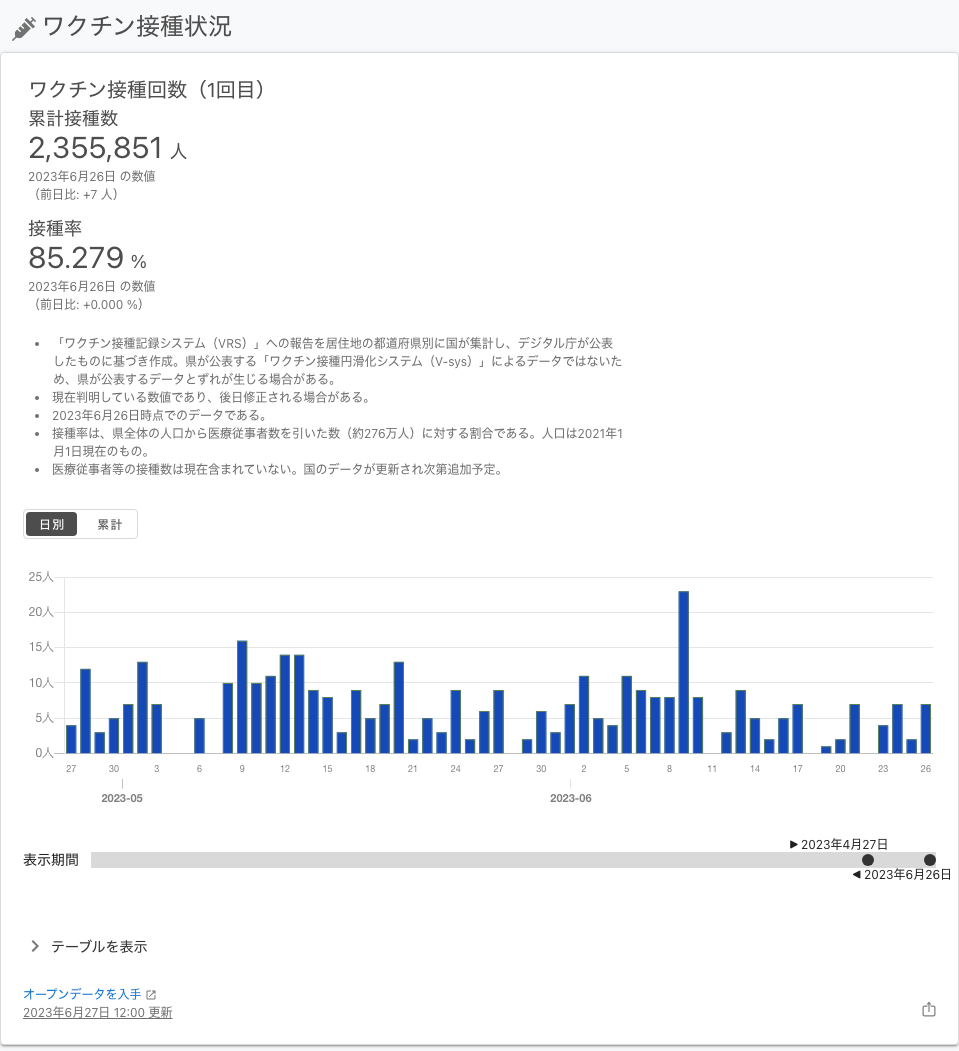 ワクチン接種状況
ワクチン接種回数（1回目）
累計接種数
2,355,851 人
2023年6月26日 の数値
（前日比: +7 人）
接種率
85.279 %
2023年6月26日 の数値
（前日比: +0.000 %）
• 「ワクチン接種記録システム（VRS）」への報告を居住地の都道府県別に国が集計し、デジタル庁が公表
したものに基づき作成。県が公表する「ワクチン接種円滑化システム（V-sys）」によるデータではないた
め、県が公表するデータとずれが生じる場合がある。
• 現在判明している数値であり、後日修正される場合がある。
• 2023年6月26日時点でのデータである。
• 接種率は、県全体の人口から医療従事者数を引いた数（約276万人）に対する割合である。人口は2021年1
月1日現在のもの。
• 医療従事者等の接種数は現在含まれていない。国のデータが更新され次第追加予定。
日別 累計
25人
20人
15人
10人
5人
0人
27 30 3 6 9 12 15 18 21 24 27 30 2 5 8 11 14 17 20 23 26
2023-05 2023-06
▶ 2023年4月27日
表示期間
◀ 2023年6月26日
テーブルを表示
オープンデータを入手
2023年6月27日 12:00 更新